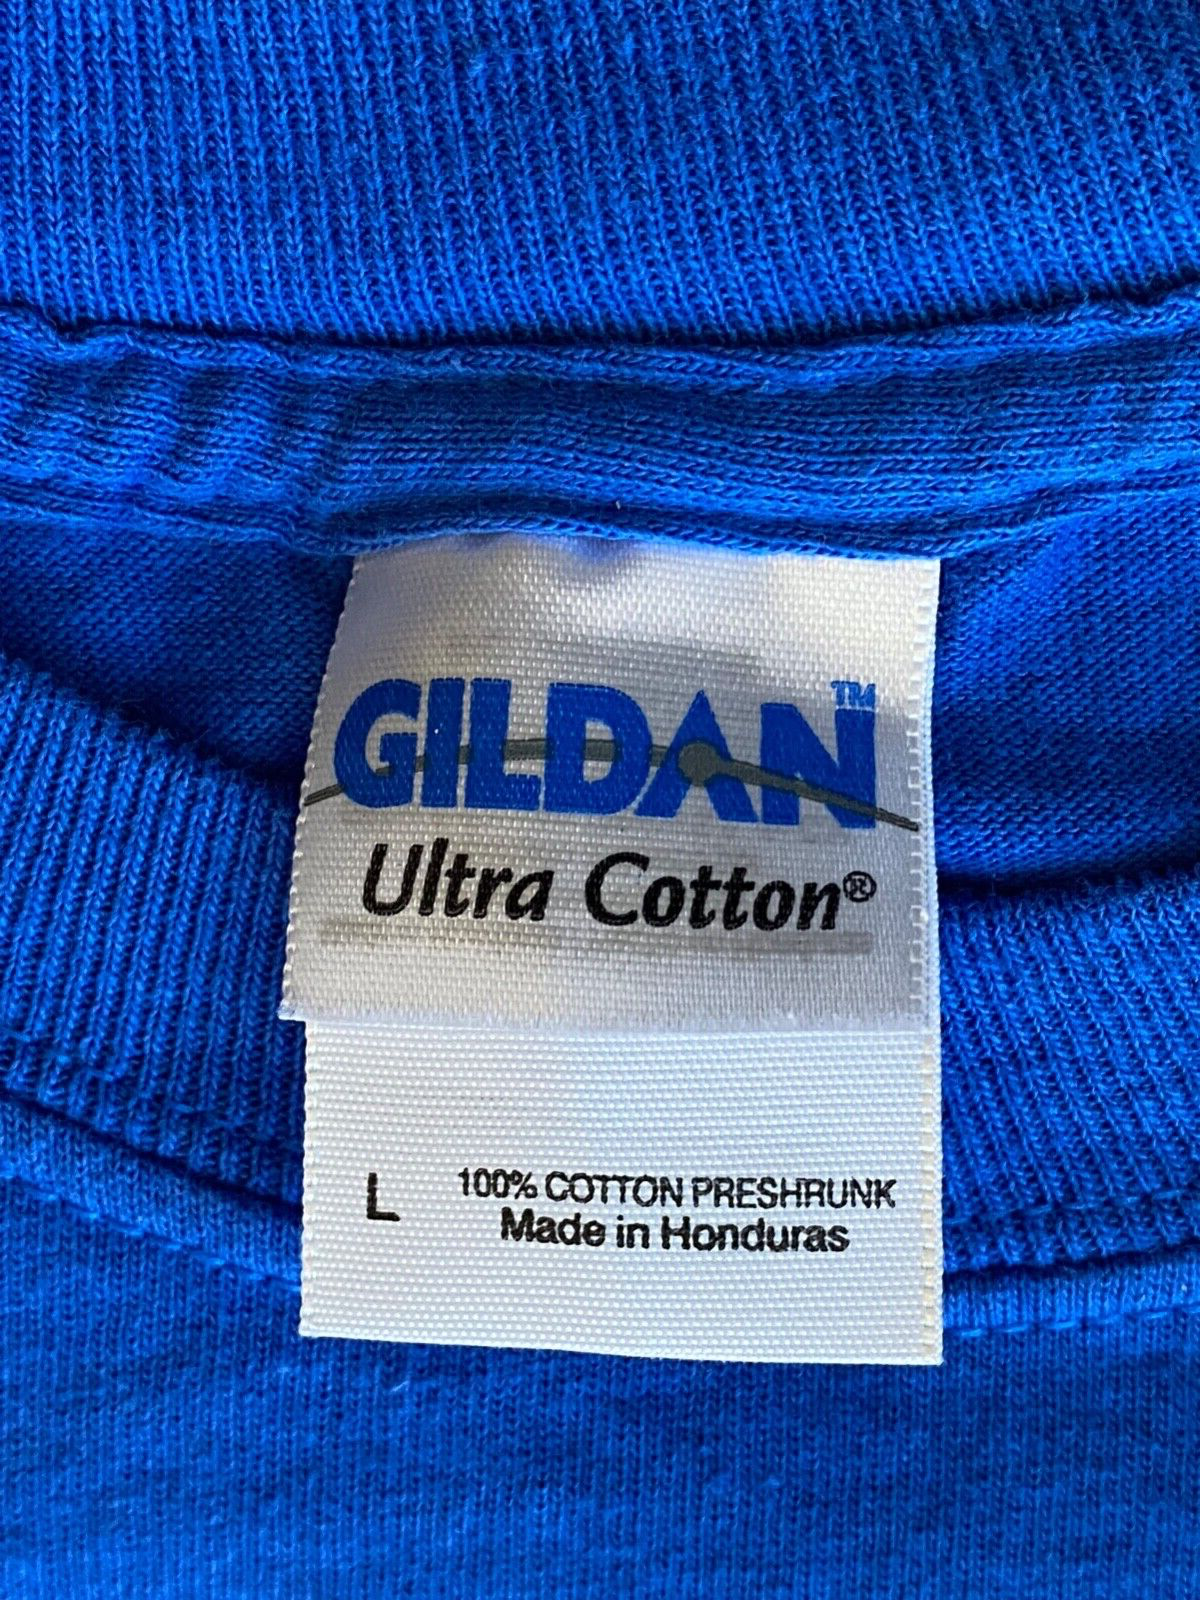 GILDAN™
Ultra Cotton®
L 100% COTTON PRESHRUNK
Made in Honduras